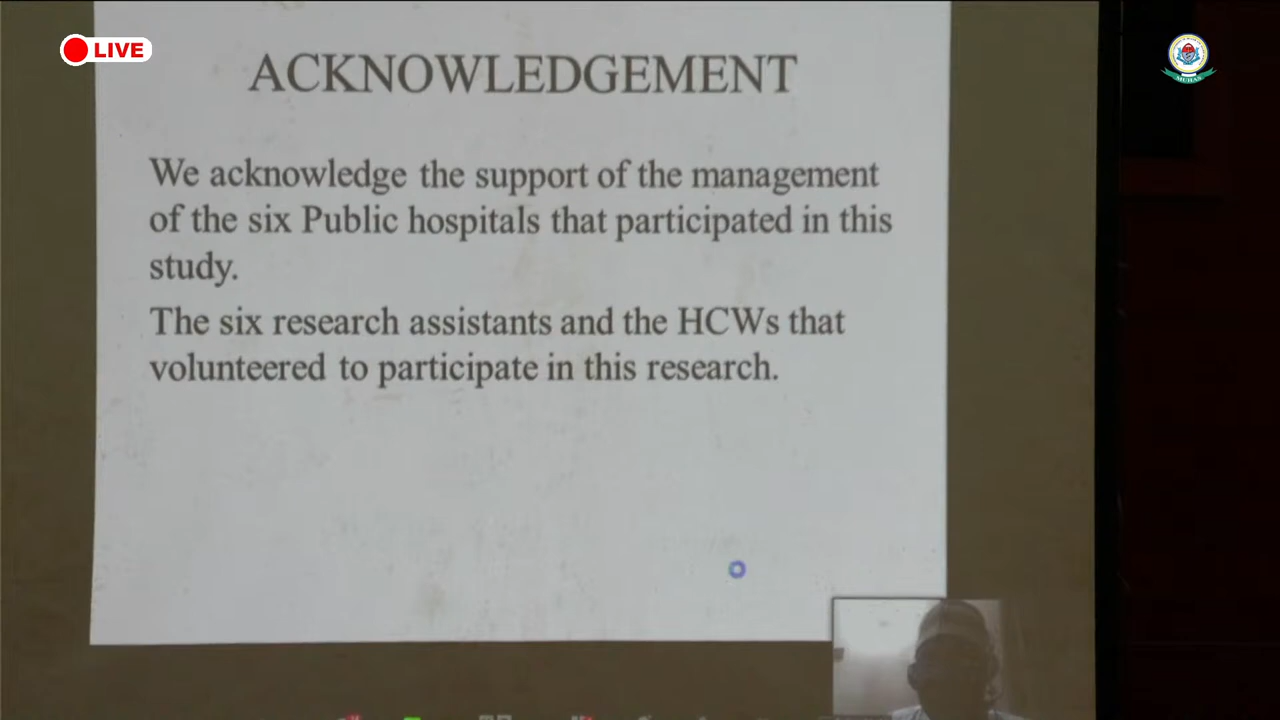 LIVE
ACKNOWLEDGEMENT
We acknowledge the support of the management
of the six Public hospitals that participated in this
study.
The six research assistants and the HCWs that
volunteered to participate in this research.
MUHAS